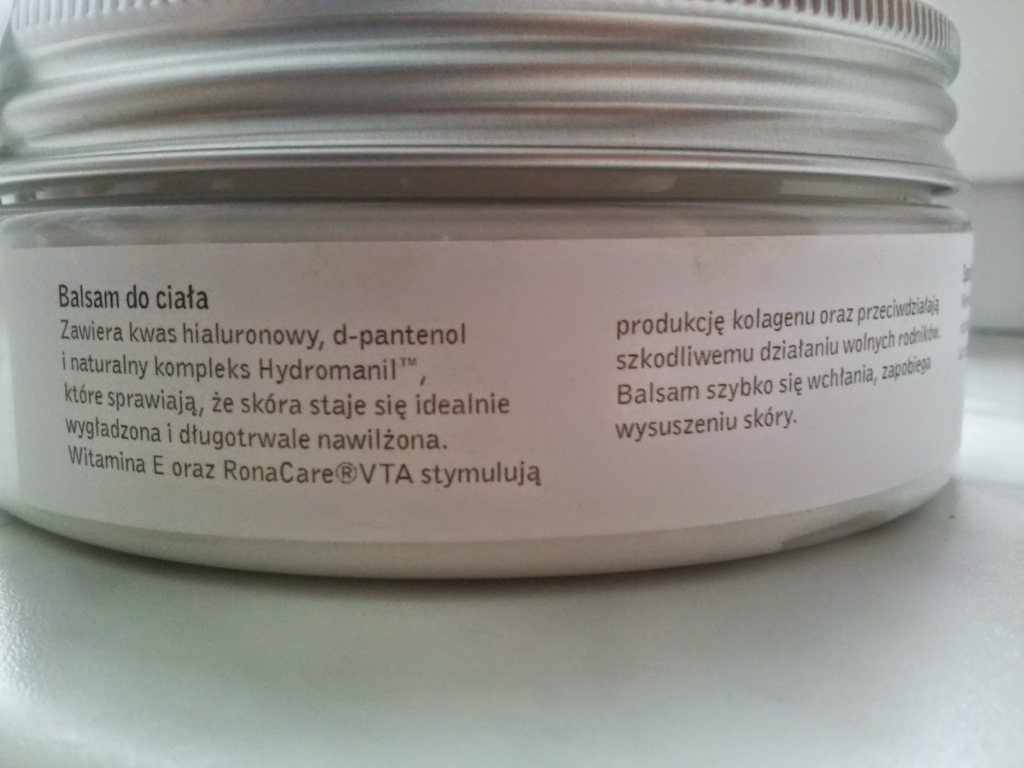 Balsam do ciała
Zawiera kwas hialuronowy, d-pantenol
i naturalny kompleks Hydromanil™,
które sprawiają, że skóra staje się idealnie
wygładzona i długotrwale nawilżona.
Witamina E oraz RonaCare®VTA stymulują
produkcję kolagenu oraz przeciwdziałają
szkodliwemu działaniu wolnych rodników.
Balsam szybko się wchłania, zapobiega
wysuszeniu skóry.